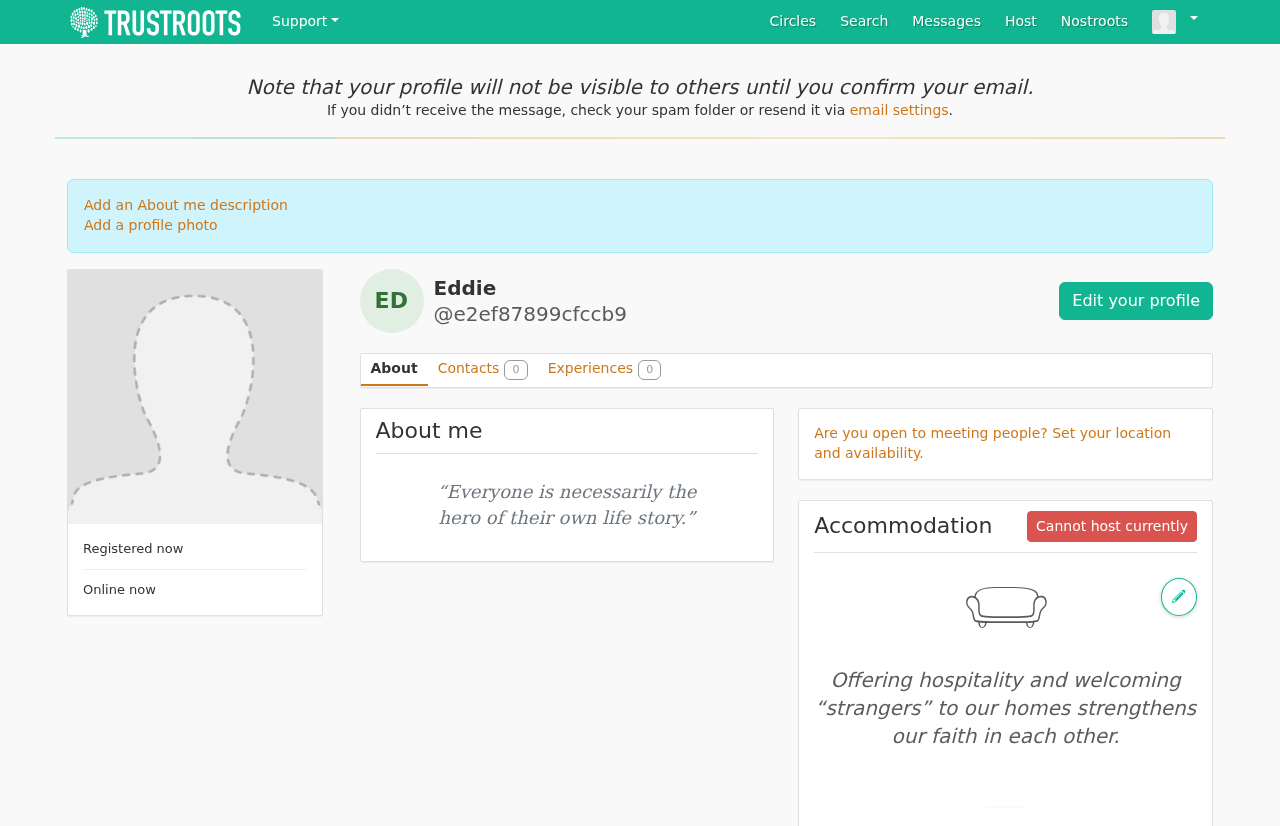 TRUSTROOTS
Support
Circles
Search
Messages
Host
Nostroots
Note that your profile will not be visible to others until you confirm your email.
If you didn’t receive the message, check your spam folder or resend it via email settings.
Add an About me description
Add a profile photo
Registered now
Online now
ED
Eddie
@e2ef87899cfccb9
Edit your profile
About
Contacts 0
Experiences 0
About me
“Everyone is necessarily the
hero of their own life story.”
Are you open to meeting people? Set your location
and availability.
Accommodation
Cannot host currently
Offering hospitality and welcoming
“strangers” to our homes strengthens
our faith in each other.